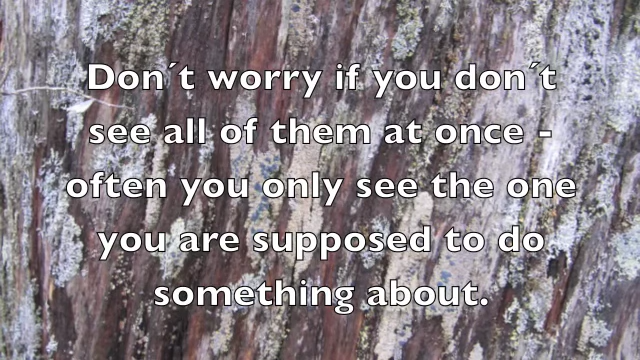 Don´t worry if you don´t
see all of them at once -
often you only see the one
you are supposed to do
something about.